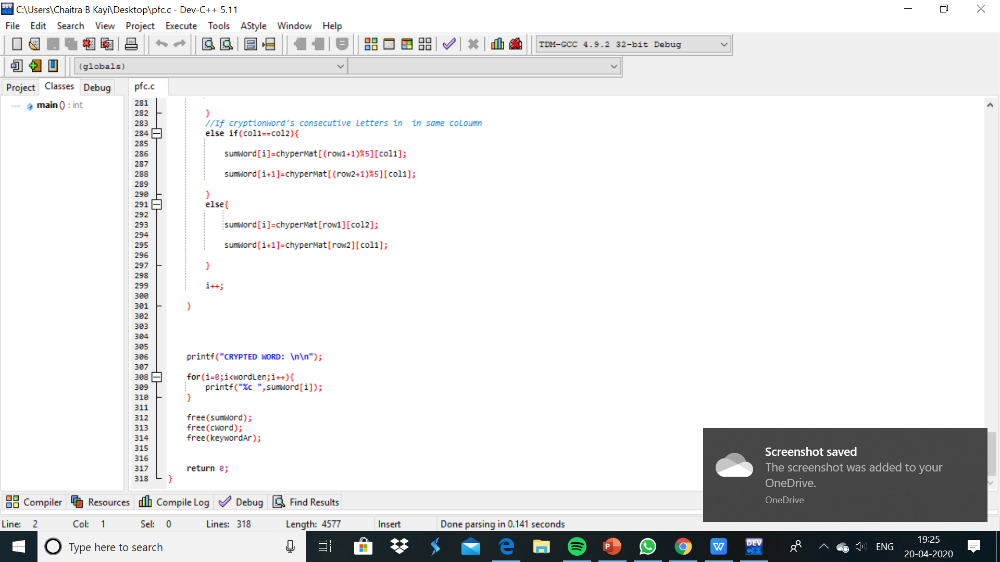 C:\Users\Chaitra B Kayi\Desktop\pfc.c - Dev-C++ 5.11
File Edit Search View Project Execute Tools AStyle Window Help
TDM-GCC 4.9.2 32-bit Debug
(globals)
Project Classes Debug
pfc.c
main () : int
281
282 }
283 //If cryptionWord's consecutive letters in  in same coloumn
284 else if(col1==col2){
285
286 sumWord[i]=chyperMat[(row1+1)%5][col1];
287
288 sumWord[i+1]=chyperMat[(row2+1)%5][col1];
289
290 }
291 else{
292
293 sumWord[i]=chyperMat[row1][col2];
294
295 sumWord[i+1]=chyperMat[row2][col1];
296
297 }
298
299 i++;
300
301 }
302
303
304
305
306 printf("CRYPTED WORD: \n\n");
307
308 for(i=0;i<wordLen;i++){
309 printf("%c ",sumWord[i]);
310 }
311
312 free(sumWord);
313 free(cWord);
314 free(keywordAr);
315
316
317 return 0;
318 }
Screenshot saved
The screenshot was added to your
OneDrive.
OneDrive
Compiler Resources Compile Log Debug Find Results
Line: 2 Col: 1 Sel: 0 Lines: 318 Length: 4577 Insert Done parsing in 0.141 seconds
Type here to search
DEV C++
ENG
19:25
20-04-2020